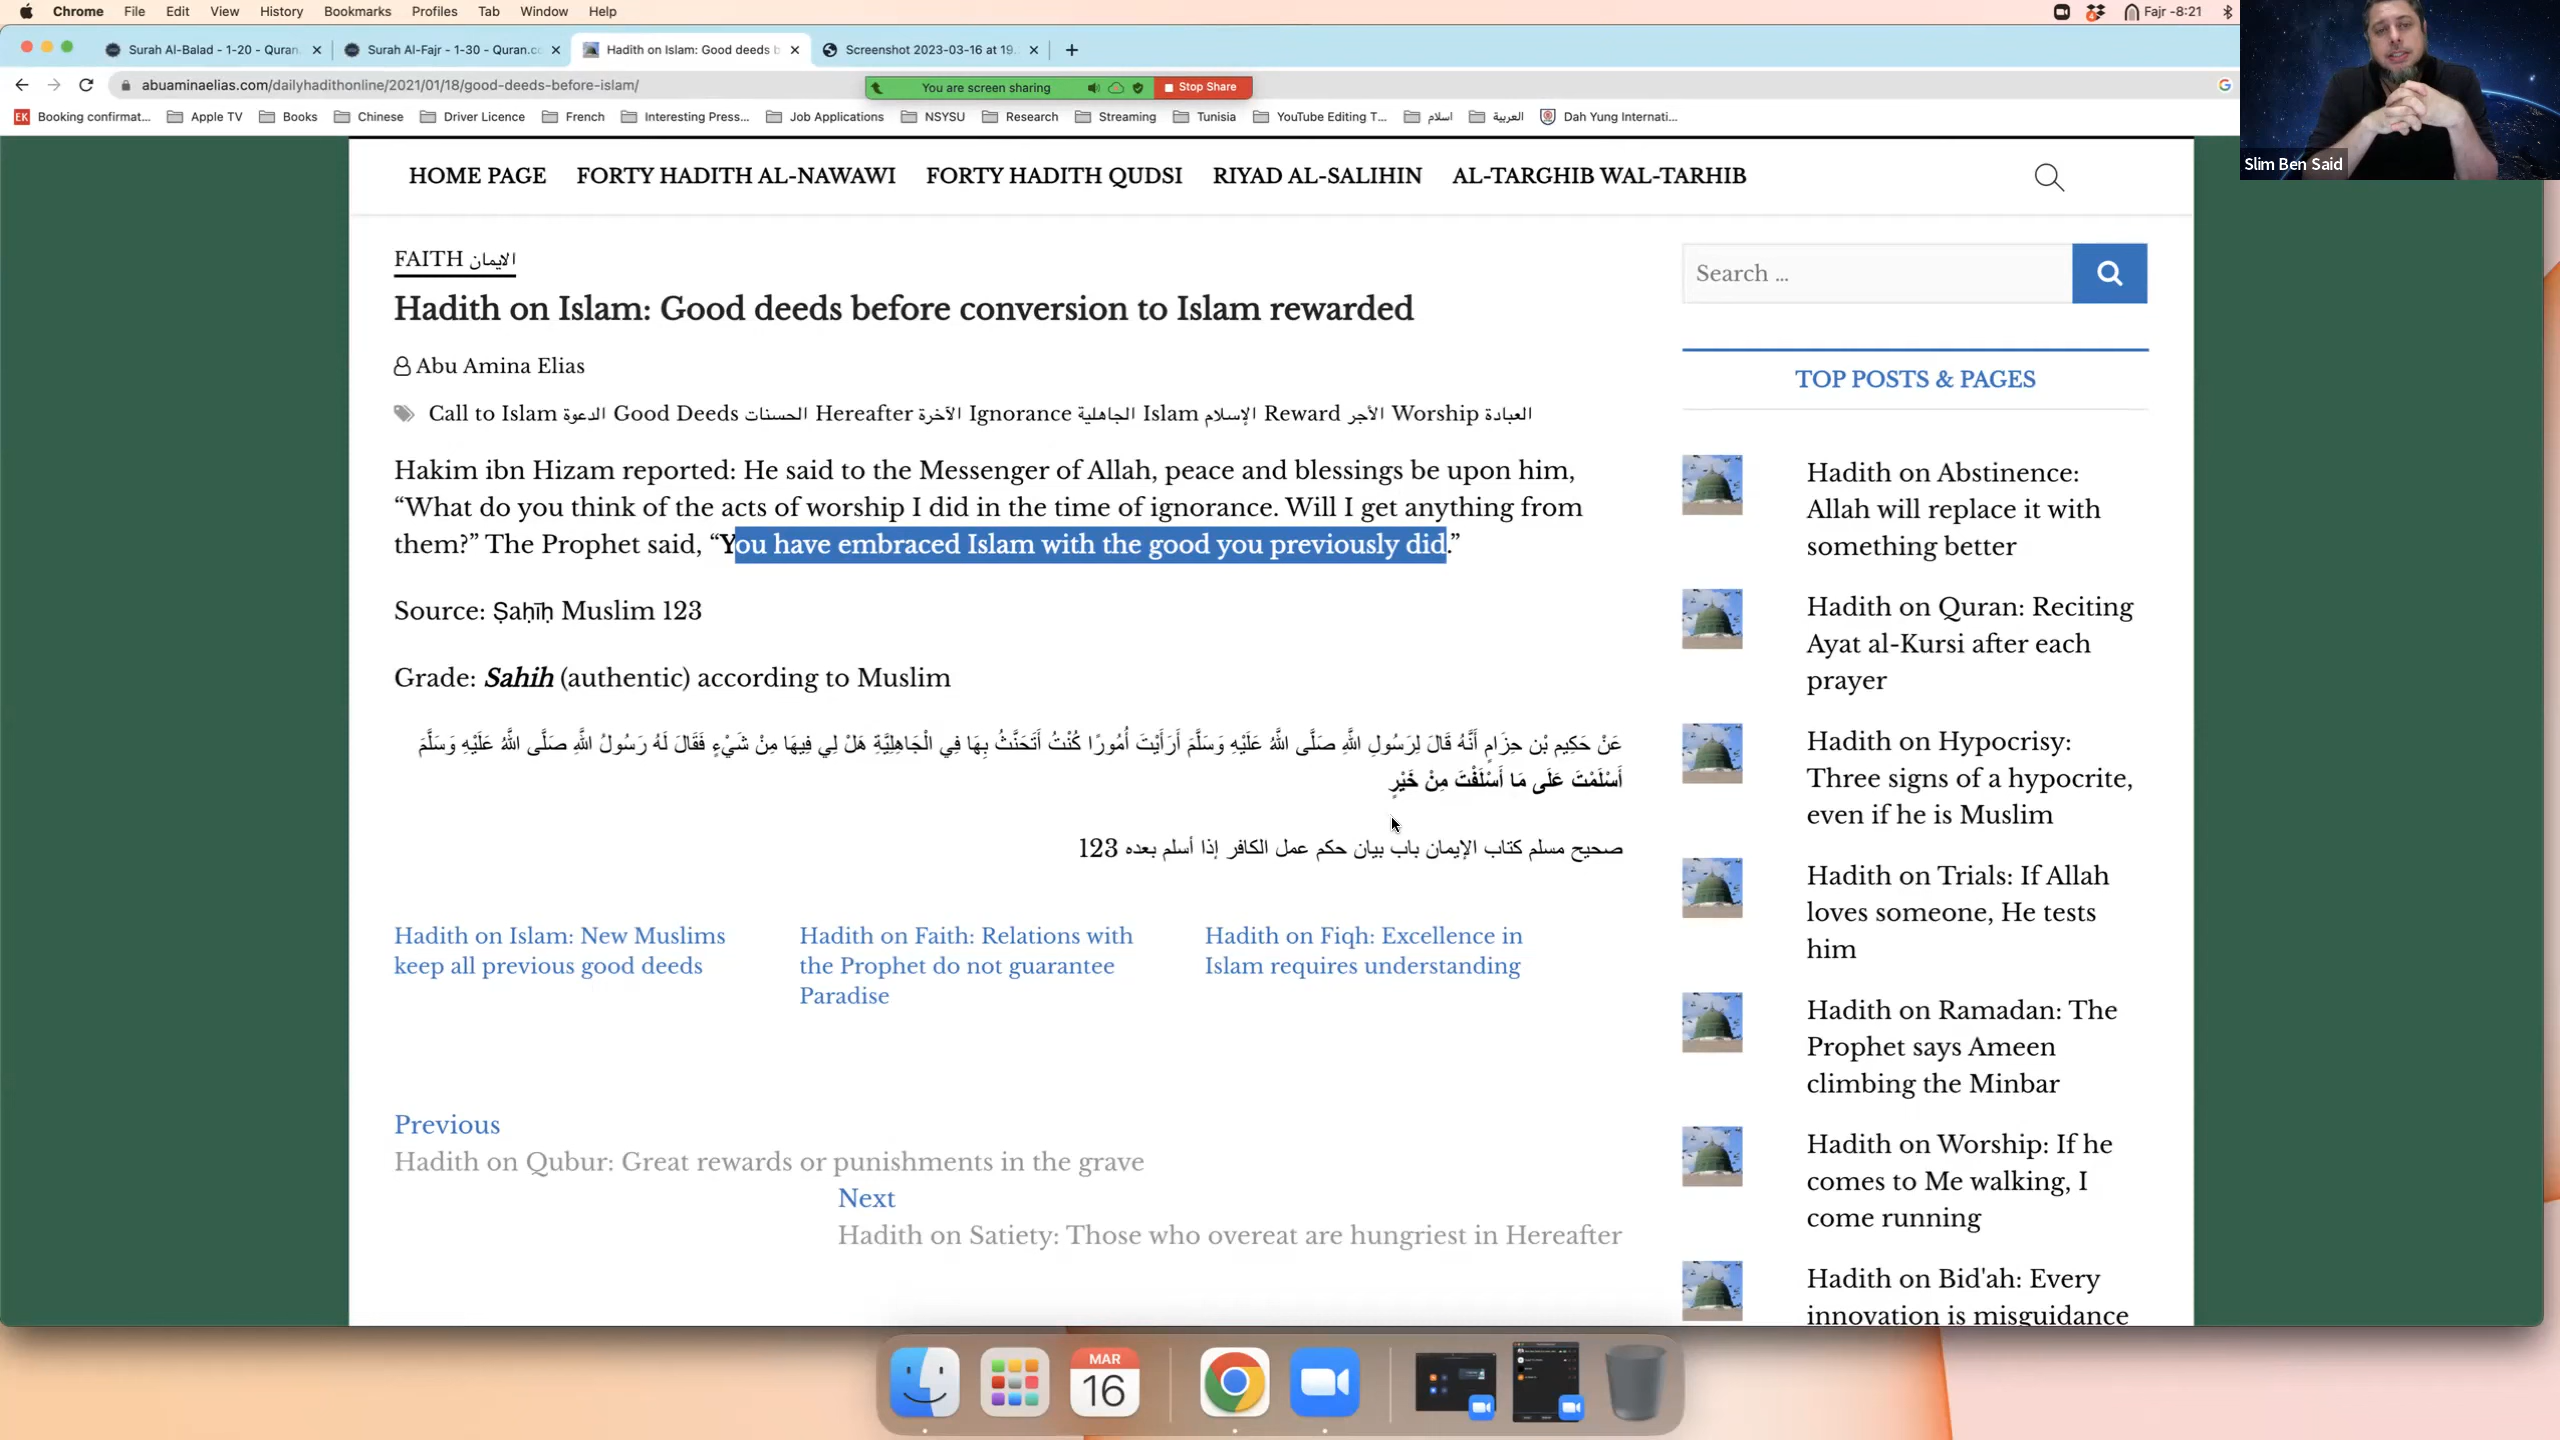 Chrome File Edit View History Bookmarks Profiles Tab Window Help
Fajr -8:21
Surah Al-Balad - 1-20 - Quran.
Surah Al-Fajr - 1-30 - Quran.c
Hadith on Islam: Good deeds b
Screenshot 2023-03-16 at 19.
abuaminaelias.com/dailyhadithonline/2021/01/18/good-deeds-before-islam/
You are screen sharing
Stop Share
EK Booking confirmat... Apple TV Books Chinese Driver Licence French Interesting Press... Job Applications NSYSU Research Streaming Tunisia YouTube Editing T... اسلام العربية Dah Yung Internati...
Slim Ben Said
HOME PAGE FORTY HADITH AL-NAWAWI FORTY HADITH QUDSI RIYAD AL-SALIHIN AL-TARGHIB WAL-TARHIB
FAITH الايمان
Hadith on Islam: Good deeds before conversion to Islam rewarded
Abu Amina Elias
Call to Islam الدعوة Good Deeds الحسنات Hereafter الآخرة Ignorance الجاهلية Islam الإسلام Reward الأجر Worship العبادة
Hakim ibn Hizam reported: He said to the Messenger of Allah, peace and blessings be upon him,
“What do you think of the acts of worship I did in the time of ignorance. Will I get anything from
them?” The Prophet said, “You have embraced Islam with the good you previously did.”
Source: Ṣaḥīḥ Muslim 123
Grade: Sahih (authentic) according to Muslim
عَنْ حَكِيم بْن حِزَامٍ أَنَّهُ قَالَ لِرَسُولِ اللَّهِ صَلَّى اللَّهُ عَلَيْهِ وَسَلَّمَ أَرَأَيْتَ أُمُورًا كُنْتُ أَتَحَنَّثُ بِهَا فِي الْجَاهِلِيَّةِ هَلْ لِي فِيهَا مِنْ شَيْءٍ فَقَالَ لَهُ رَسُولُ اللَّهِ صَلَّى اللَّهُ عَلَيْهِ وَسَلَّمَ
أَسْلَمْتَ عَلَى مَا أَسْلَفْتَ مِنْ خَيْرٍ
صحيح مسلم كتاب الإيمان باب بيان حكم عمل الكافر إذا أسلم بعده 123
Hadith on Islam: New Muslims
keep all previous good deeds
Hadith on Faith: Relations with
the Prophet do not guarantee
Paradise
Hadith on Fiqh: Excellence in
Islam requires understanding
Previous
Hadith on Qubur: Great rewards or punishments in the grave
Next
Hadith on Satiety: Those who overeat are hungriest in Hereafter
Search ...
TOP POSTS & PAGES
Hadith on Abstinence:
Allah will replace it with
something better
Hadith on Quran: Reciting
Ayat al-Kursi after each
prayer
Hadith on Hypocrisy:
Three signs of a hypocrite,
even if he is Muslim
Hadith on Trials: If Allah
loves someone, He tests
him
Hadith on Ramadan: The
Prophet says Ameen
climbing the Minbar
Hadith on Worship: If he
comes to Me walking, I
come running
Hadith on Bid'ah: Every
innovation is misguidance
MAR
16